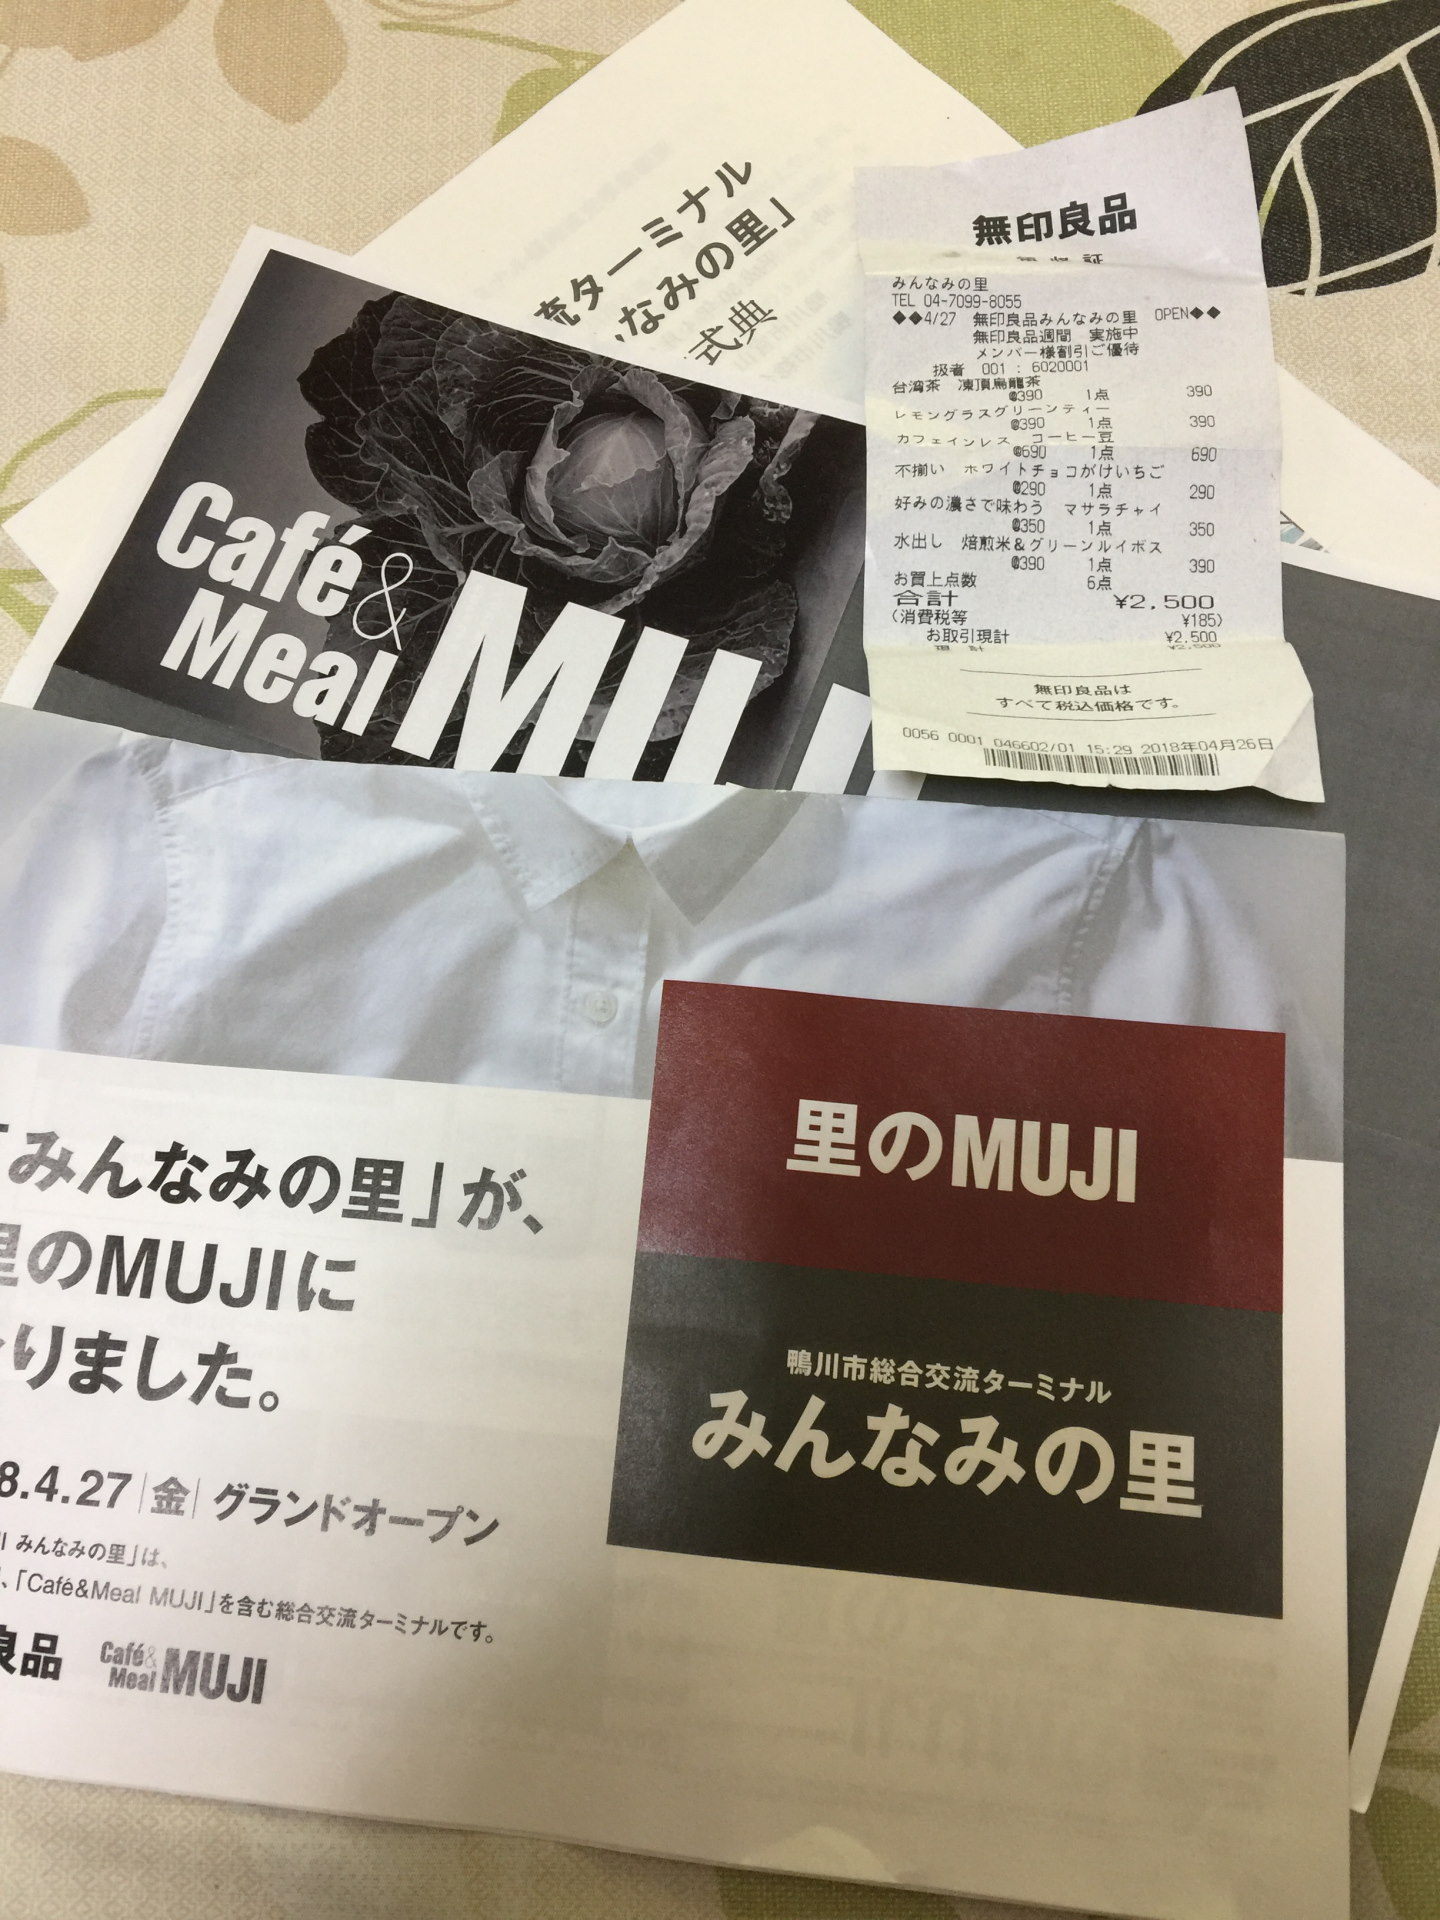 流ターミナル
なみの里」
式典
Café &
Meal MUJI
無印良品
領収証
みんなみの里
TEL 04-7099-8055
◆◆4/27 無印良品みんなみの里 OPEN◆◆
無印良品週間 実施中
メンバー様割引ご優待
扱者 001 : 6020001
台湾茶 凍頂烏龍茶
@390 1点 390
レモングラスグリーンティー
@390 1点 390
カフェインレス コーヒー豆
@690 1点 690
不揃い ホワイトチョコがけいちご
@290 1点 290
好みの濃さで味わう マサラチャイ
@350 1点 350
水出し 焙煎米&グリーンルイボス
@390 1点 390
お買上点数 6点
合計 ¥2,500
(消費税等 ¥185)
お取引現計 ¥2,500
現 計 ¥2,500
無印良品は
すべて税込価格です。
0056 0001 046602/01 15:29 2018年04月26日
「みんなみの里」が、
里のMUJIに
なりました。
8.4.27|金|グランドオープン
みんなみの里」は、
、「Café&Meal MUJI」を含む総合交流ターミナルです。
良品 Café& Meal MUJI
里のMUJI
鴨川市総合交流ターミナル
みんなみの里